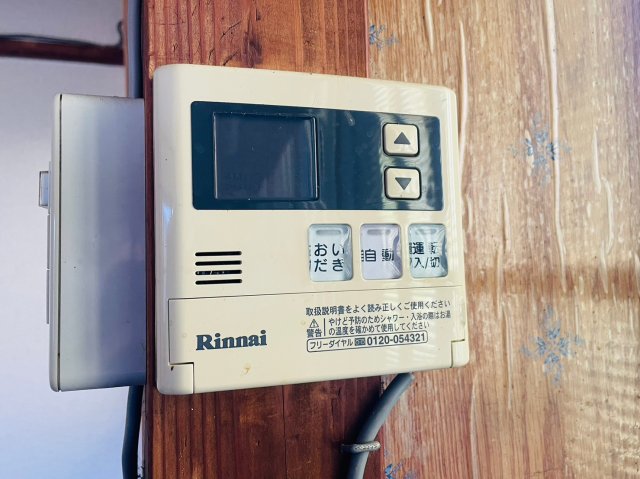 おい
だき
自動
運転
入/切
取扱説明書をよく読み正しくご使用ください
警告
やけど予防のためシャワー・入浴の際はお湯
の温度を確かめて使用してください
フリーダイヤル 0120-054321
Rinnai